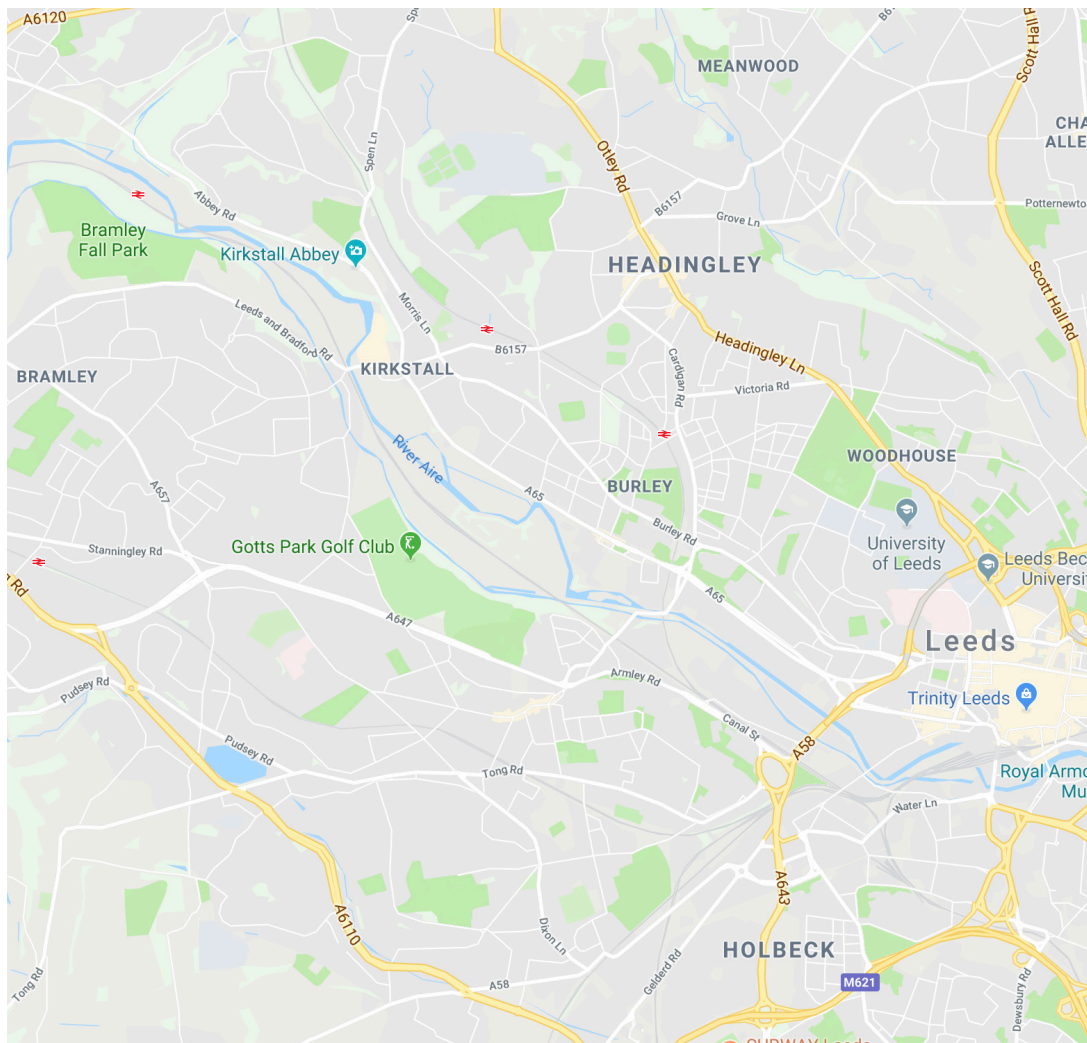 A6120
MEANWOOD
Scott Hall
Spen Ln
Otley Rd
Abbey Rd
B6157
Grove Ln
Potternewto
Bramley
Fall Park
Kirkstall Abbey
HEADINGLEY
Scott Hall Rd
Leeds and Bradford Rd
Morris Ln
B6157
Headingley Ln
Cardigan Rd
Victoria Rd
BRAMLEY
KIRKSTALL
River Aire
WOODHOUSE
A657
A65
BURLEY
Burley Rd
University
of Leeds
Stanningley Rd
Gotts Park Golf Club
Leeds Bec
Universit
A65
A647
Leeds
Pudsey Rd
Armley Rd
Trinity Leeds
Canal St
A58
Pudsey Rd
Tong Rd
Royal Armo
Mu
Water Ln
A643
A6110
Dixon Ln
HOLBECK
Gelderd Rd
Tong Rd
A58
M621
Dewsbury Rd